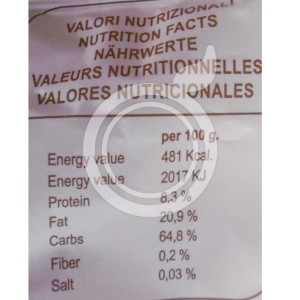 VALORI NUTRIZIONALI
NUTRITION FACTS
NÄHRWERTE
VALEURS NUTRITIONNELLES
VALORES NUTRICIONALES
per 100 g.
Energy value 481 Kcal.
Energy value 2017 KJ
Protein 8,3 %
Fat 20,9 %
Carbs 64,8 %
Fiber 0,2 %
Salt 0,03 %